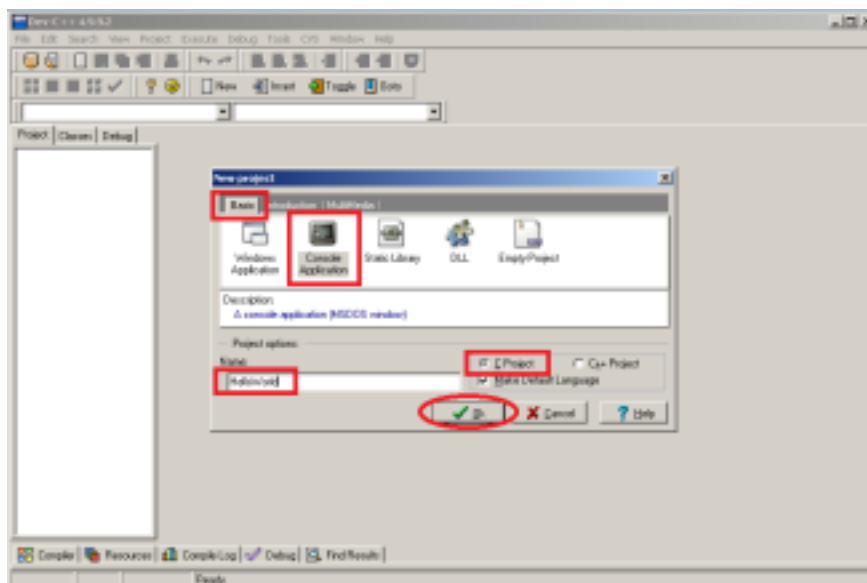 Dev-C++ 4.9.9.2
File Edit Search View Project Execute Debug Tools CVS Window Help
New Insert Toggle Goto
Project Classes Debug
New project
Basic Introduction MultiMedia
Windows Application
Console Application
Static Library
DLL
Empty Project
Description:
A console application (MSDOS window)
Project options:
Name:
C Project C++ Project
Make Default Language
Ok Cancel Help
Compiler Resources Compile Log Debug Find Results
Ready